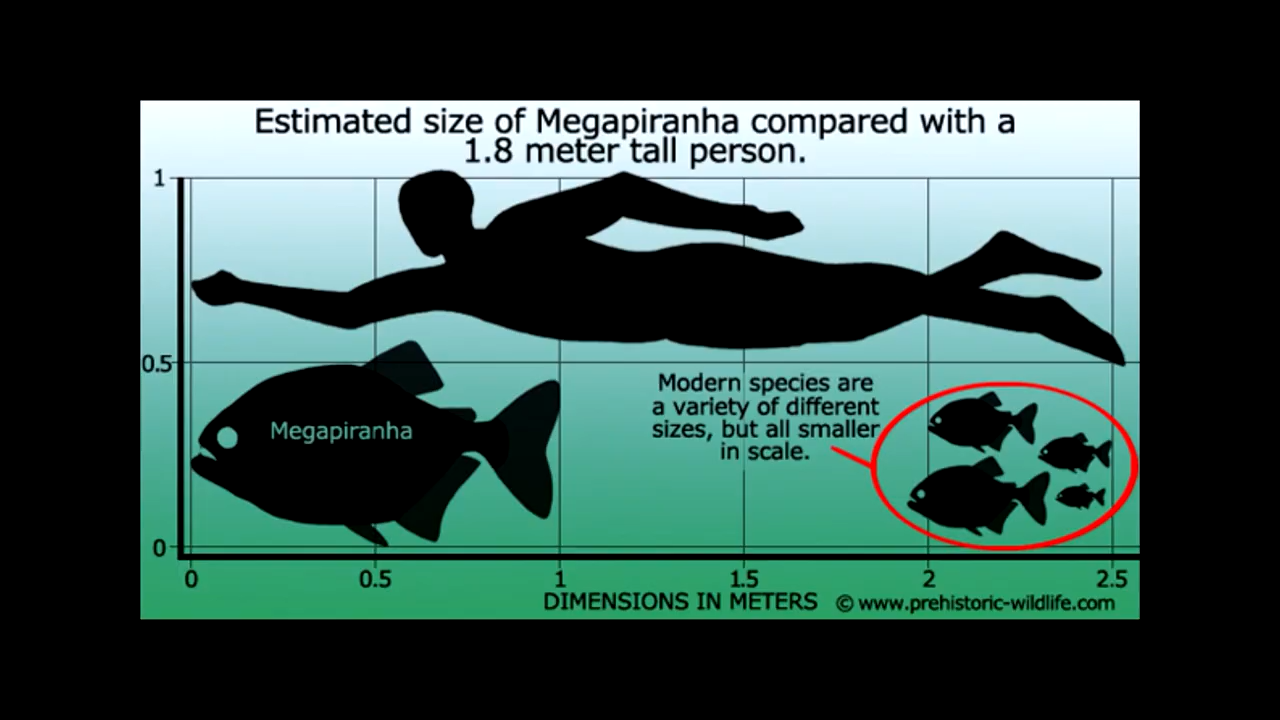 Estimated size of Megapiranha compared with a
1.8 meter tall person.
1
0.5
Modern species are
a variety of different
sizes, but all smaller
in scale.
Megapiranha
0
0 0.5 1 1.5 2 2.5
DIMENSIONS IN METERS © www.prehistoric-wildlife.com